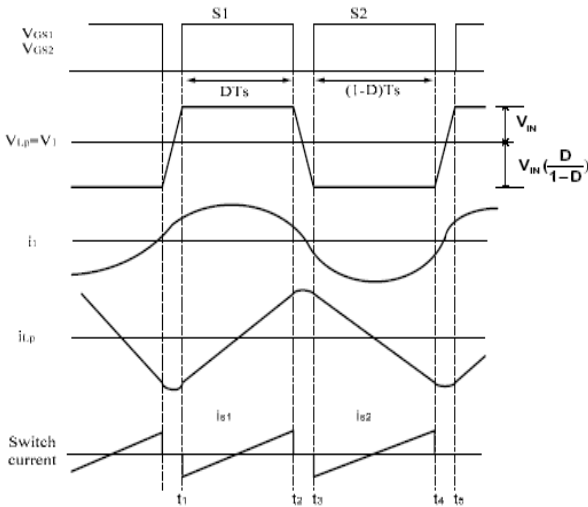 S1 S2
VGS1
VGS2
DTs (1-D)Ts
VLp=V1
VIN
VIN(D/1-D)
i1
iLp
is1 is2
Switch
current
t1 t2 t3 t4 t5